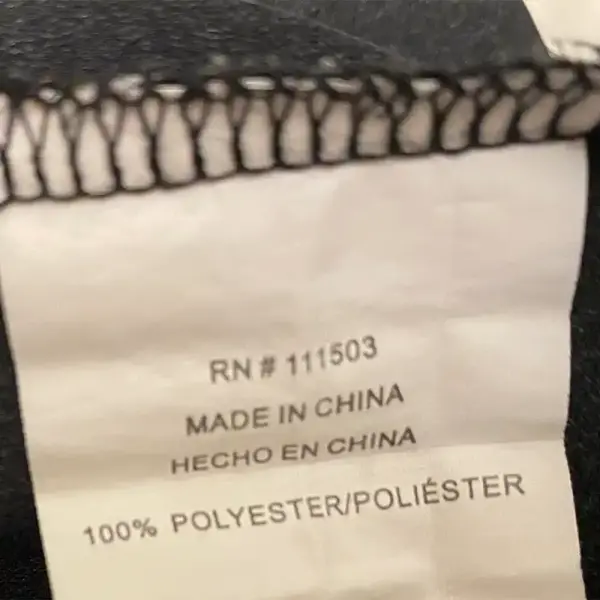 RN # 111503
MADE IN CHINA
HECHO EN CHINA
100% POLYESTER/POLIÉSTER